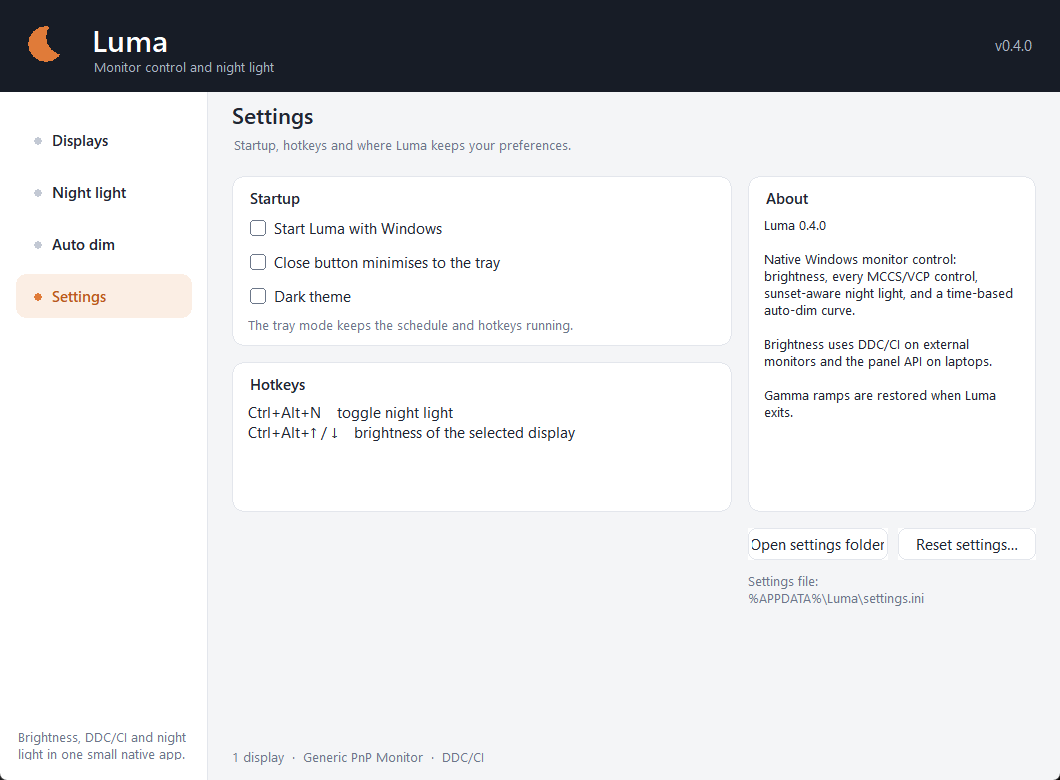 Luma
Monitor control and night light
v0.4.0
Displays
Night light
Auto dim
Settings
Brightness, DDC/CI and night
light in one small native app.
Settings
Startup, hotkeys and where Luma keeps your preferences.
Startup
Start Luma with Windows
Close button minimises to the tray
Dark theme
The tray mode keeps the schedule and hotkeys running.
Hotkeys
Ctrl+Alt+N toggle night light
Ctrl+Alt+↑ / ↓ brightness of the selected display
About
Luma 0.4.0
Native Windows monitor control:
brightness, every MCCS/VCP control,
sunset-aware night light, and a time-based
auto-dim curve.
Brightness uses DDC/CI on external
monitors and the panel API on laptops.
Gamma ramps are restored when Luma
exits.
Open settings folder
Reset settings...
Settings file:
%APPDATA%\Luma\settings.ini
1 display · Generic PnP Monitor · DDC/CI